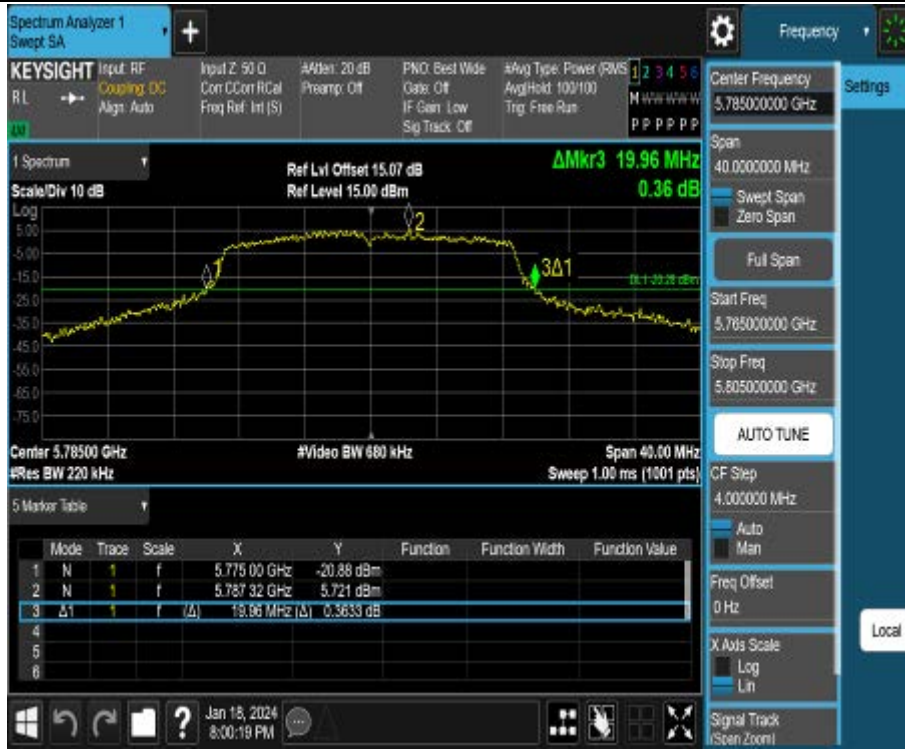 Spectrum Analyzer 1
Swept SA
+
Frequency
KEYSIGHT
RL
Input: RF
Coupling: DC
Align: Auto
Input Z: 50 Ω
Corr CCorr RCal
Freq Ref: Int (S)
#Atten: 20 dB
Preamp: Off
PNO: Best Wide
Gate: Off
IF Gain: Low
Sig Track: Off
#Avg Type: Power (RMS
Avg|Hold: 100/100
Trig: Free Run
1 2 3 4 5 6
M W W W W W
P P P P P P
1 Spectrum
Scale/Div 10 dB
Ref Lvl Offset 15.07 dB
Ref Level 15.00 dBm
ΔMkr3 19.96 MHz
0.36 dB
Log
5.00
-5.00
-15.0
-25.0
-35.0
-45.0
-55.0
-65.0
-75.0
1
2
3Δ1
DL1 -20.28 dBm
Center 5.78500 GHz
#Video BW 680 kHz
Span 40.00 MHz
#Res BW 220 kHz
Sweep 1.00 ms (1001 pts)
5 Marker Table
Mode Trace Scale X Y Function Function Width Function Value
1 N 1 f 5.775 00 GHz -20.88 dBm
2 N 1 f 5.787 32 GHz 5.721 dBm
3 Δ1 1 f (Δ) 19.96 MHz (Δ) 0.3633 dB
4
5
6
?
Jan 18, 2024
8:00:19 PM
Center Frequency
5.785000000 GHz
Settings
Span
40.0000000 MHz
Swept Span
Zero Span
Full Span
Start Freq
5.765000000 GHz
Stop Freq
5.805000000 GHz
AUTO TUNE
CF Step
4.000000 MHz
Auto
Man
Freq Offset
0 Hz
X Axis Scale
Log
Lin
Local
Signal Track
(Span Zoom)